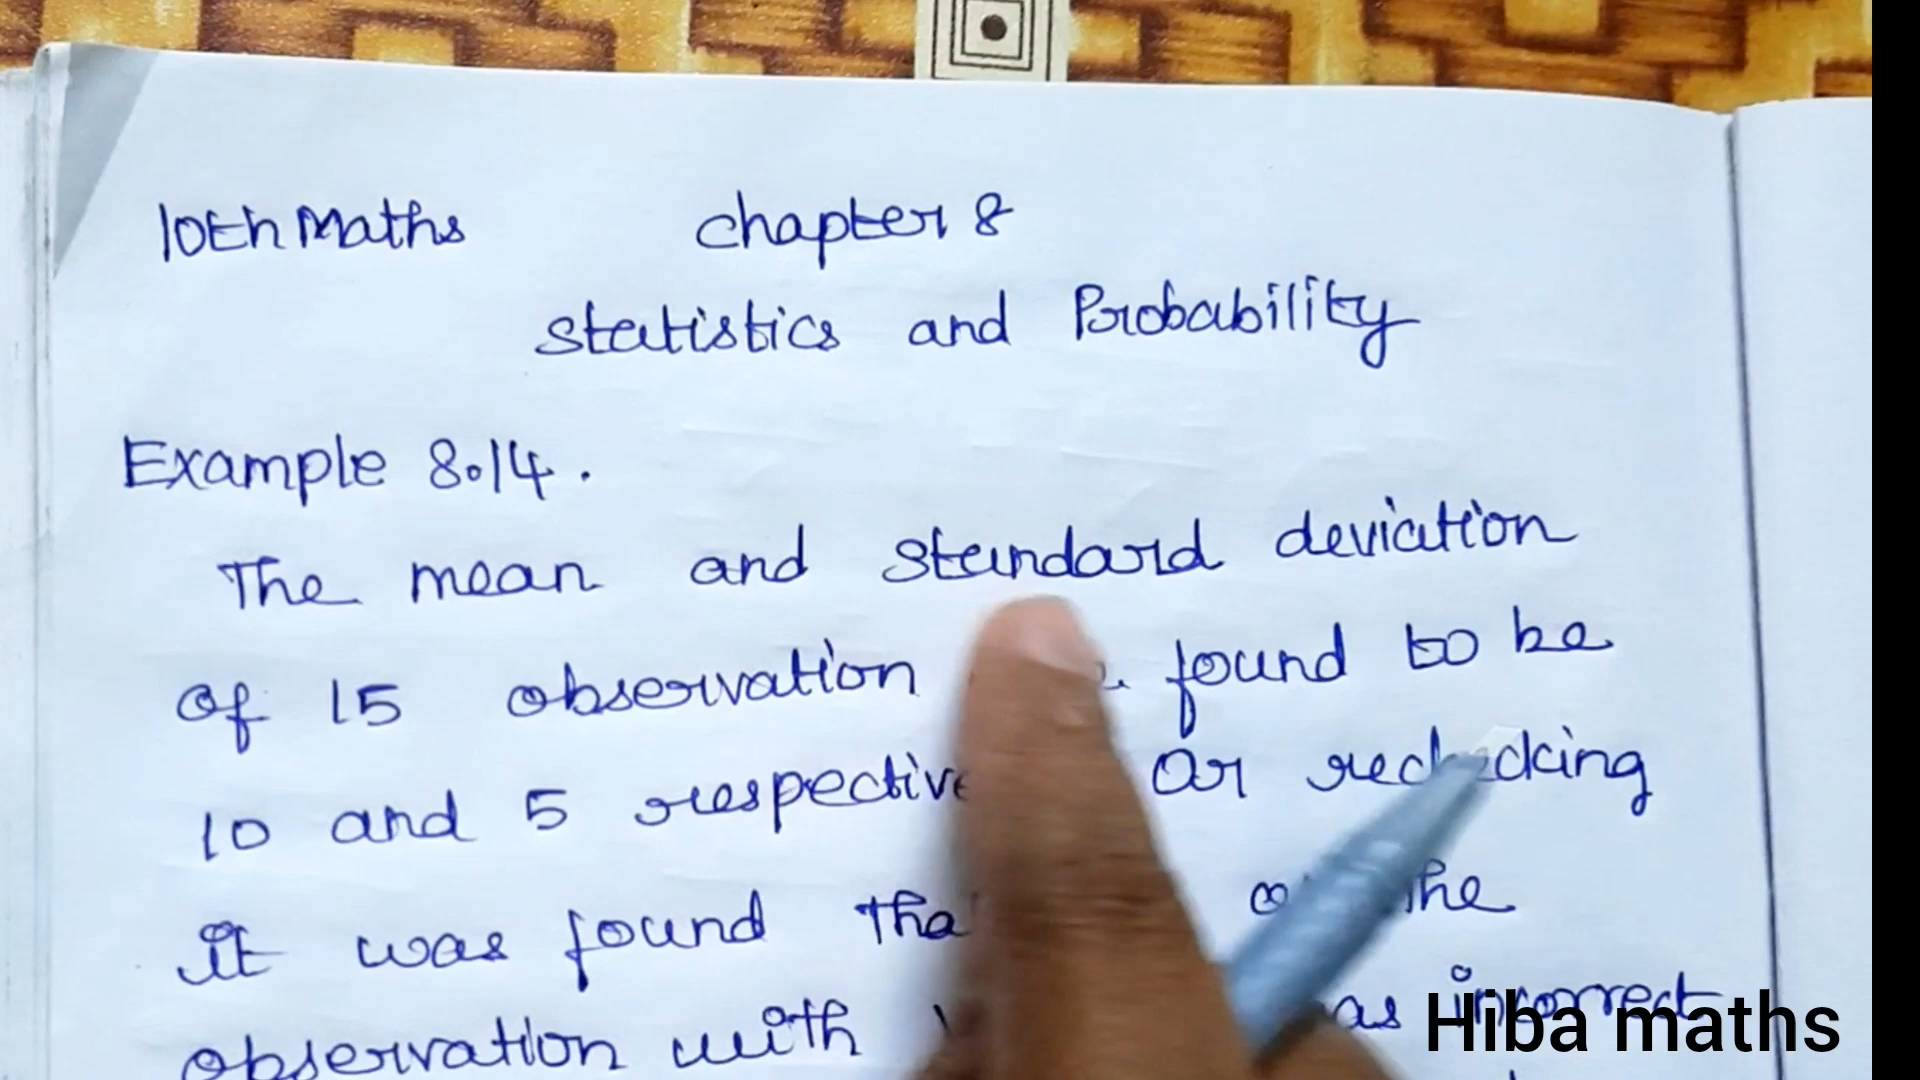 10th Maths chapter 8
Statistics and Probability
Example 8.14.
The mean and standard deviation
of 15 observation found to be
10 and 5 respective On rechecking
it was found the
observation with as incorrect
Hiba maths